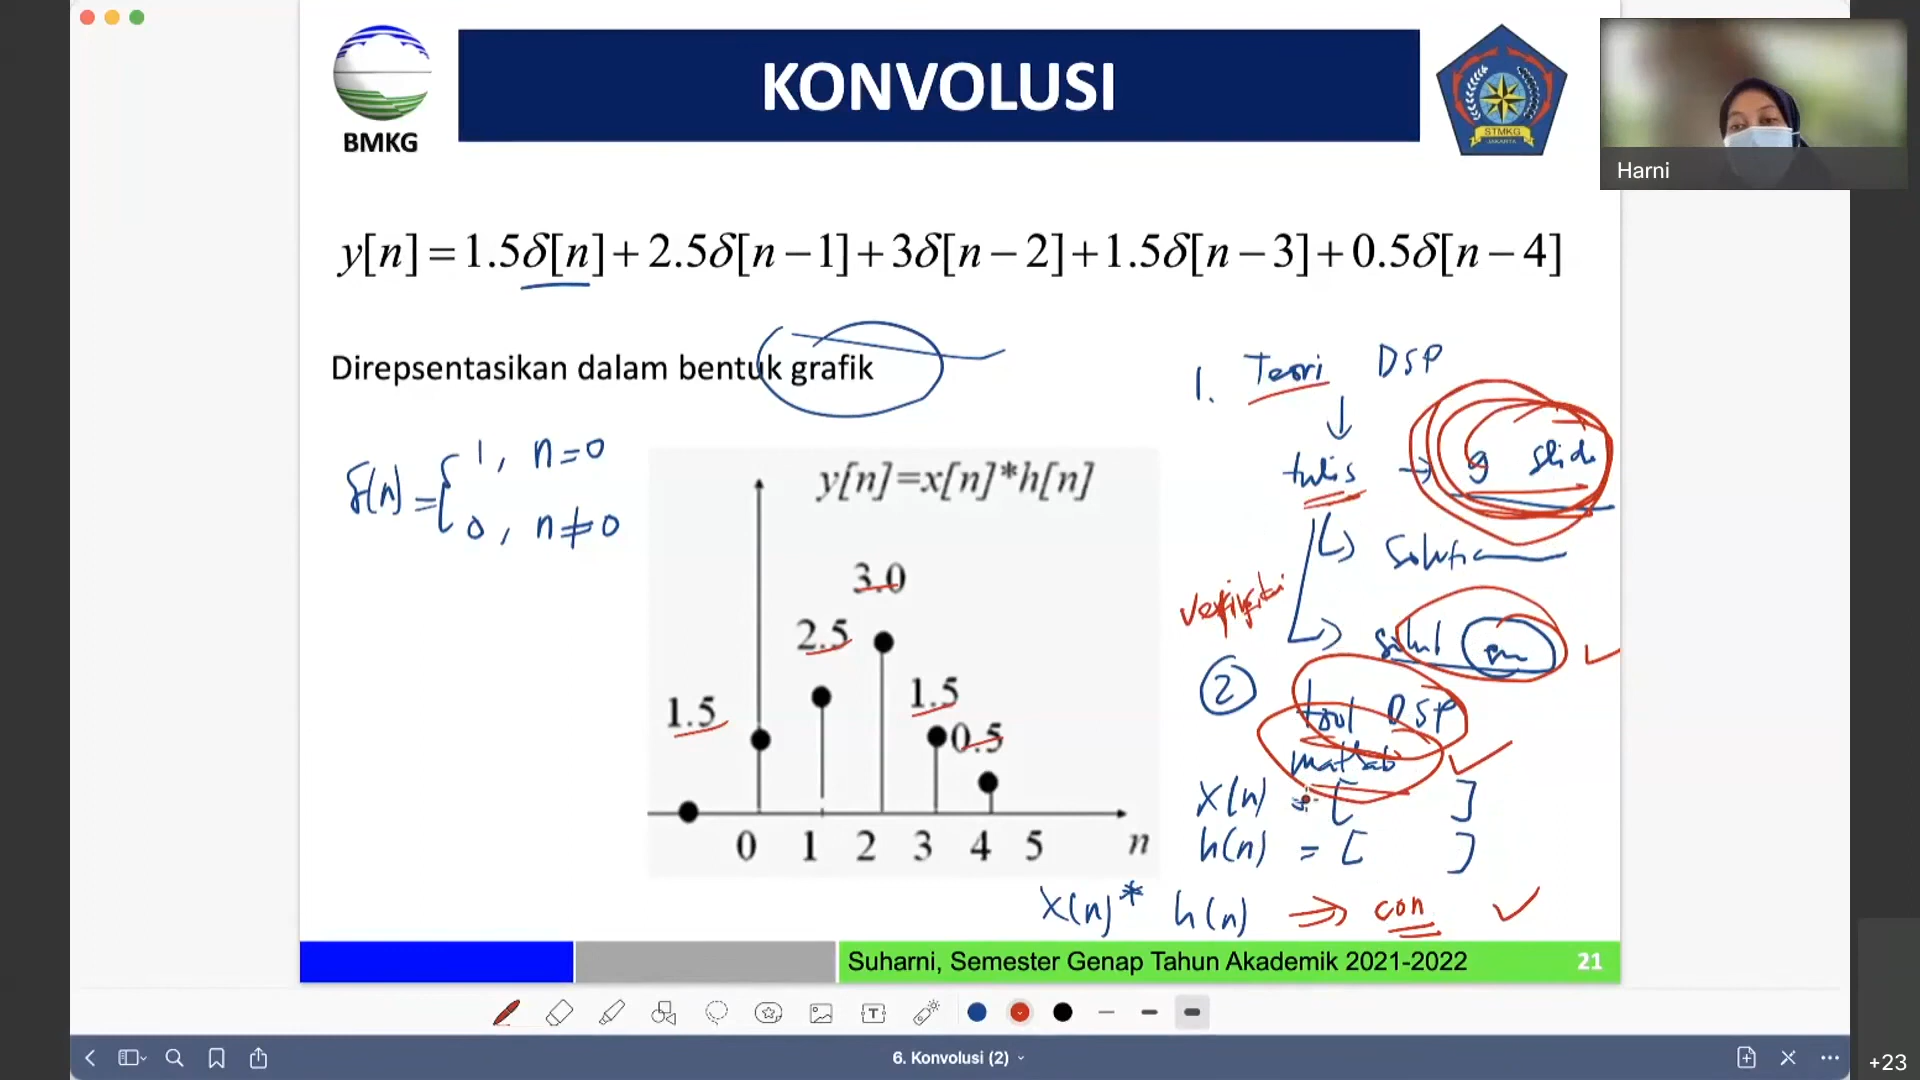 KONVOLUSI
BMKG
STMKG
JAKARTA
Harni
y[n]=1.5δ[n]+2.5δ[n−1]+3δ[n−2]+1.5δ[n−3]+0.5δ[n−4]
Direpsentasikan dalam bentuk grafik
1. Teori DSP
tulis → g slide
δ(n) = { 1, n=0
0, n≠0
y[n]=x[n]*h[n]
3.0
2.5
1.5
1.5
0.5
0 1 2 3 4 5 n
2
tool DSP
matlab
x(n) = [ ]
h(n) = [ ]
x(n) * h(n) ⇒ con
Suharni, Semester Genap Tahun Akademik 2021-2022 21
T
6. Konvolusi (2)
+23